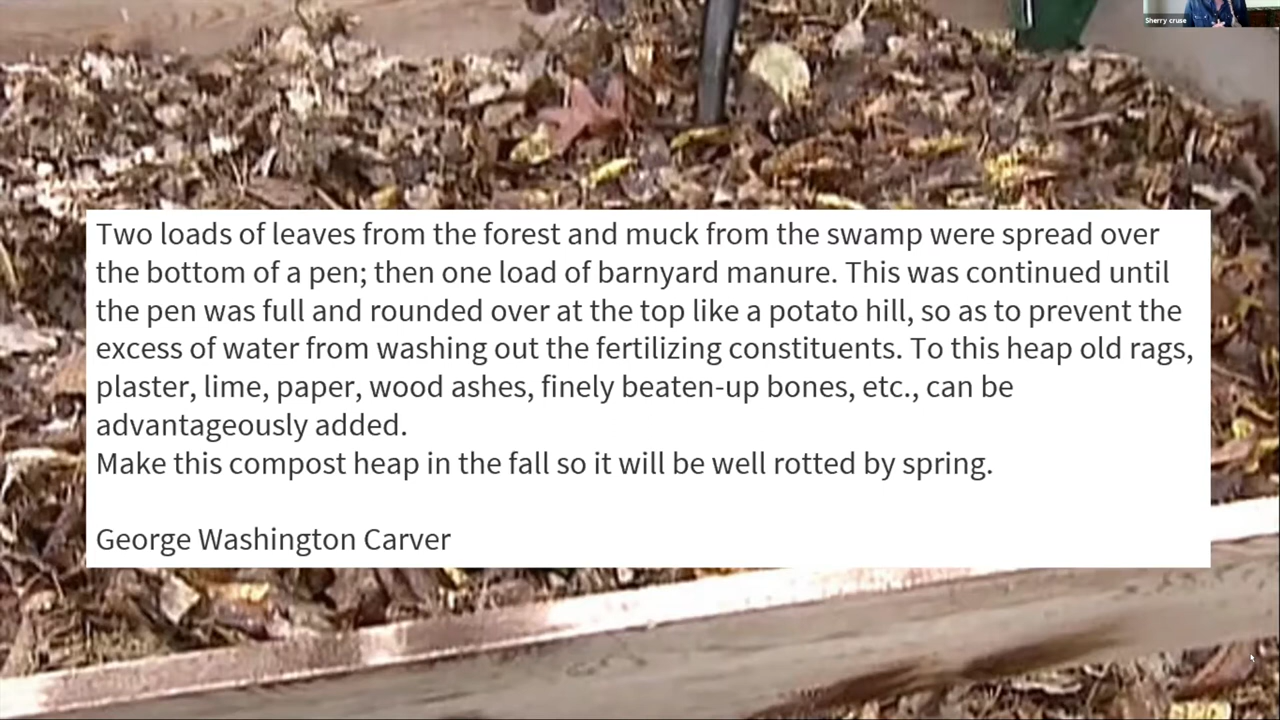 Sherry cruse
Two loads of leaves from the forest and muck from the swamp were spread over
the bottom of a pen; then one load of barnyard manure. This was continued until
the pen was full and rounded over at the top like a potato hill, so as to prevent the
excess of water from washing out the fertilizing constituents. To this heap old rags,
plaster, lime, paper, wood ashes, finely beaten-up bones, etc., can be
advantageously added.
Make this compost heap in the fall so it will be well rotted by spring.
George Washington Carver